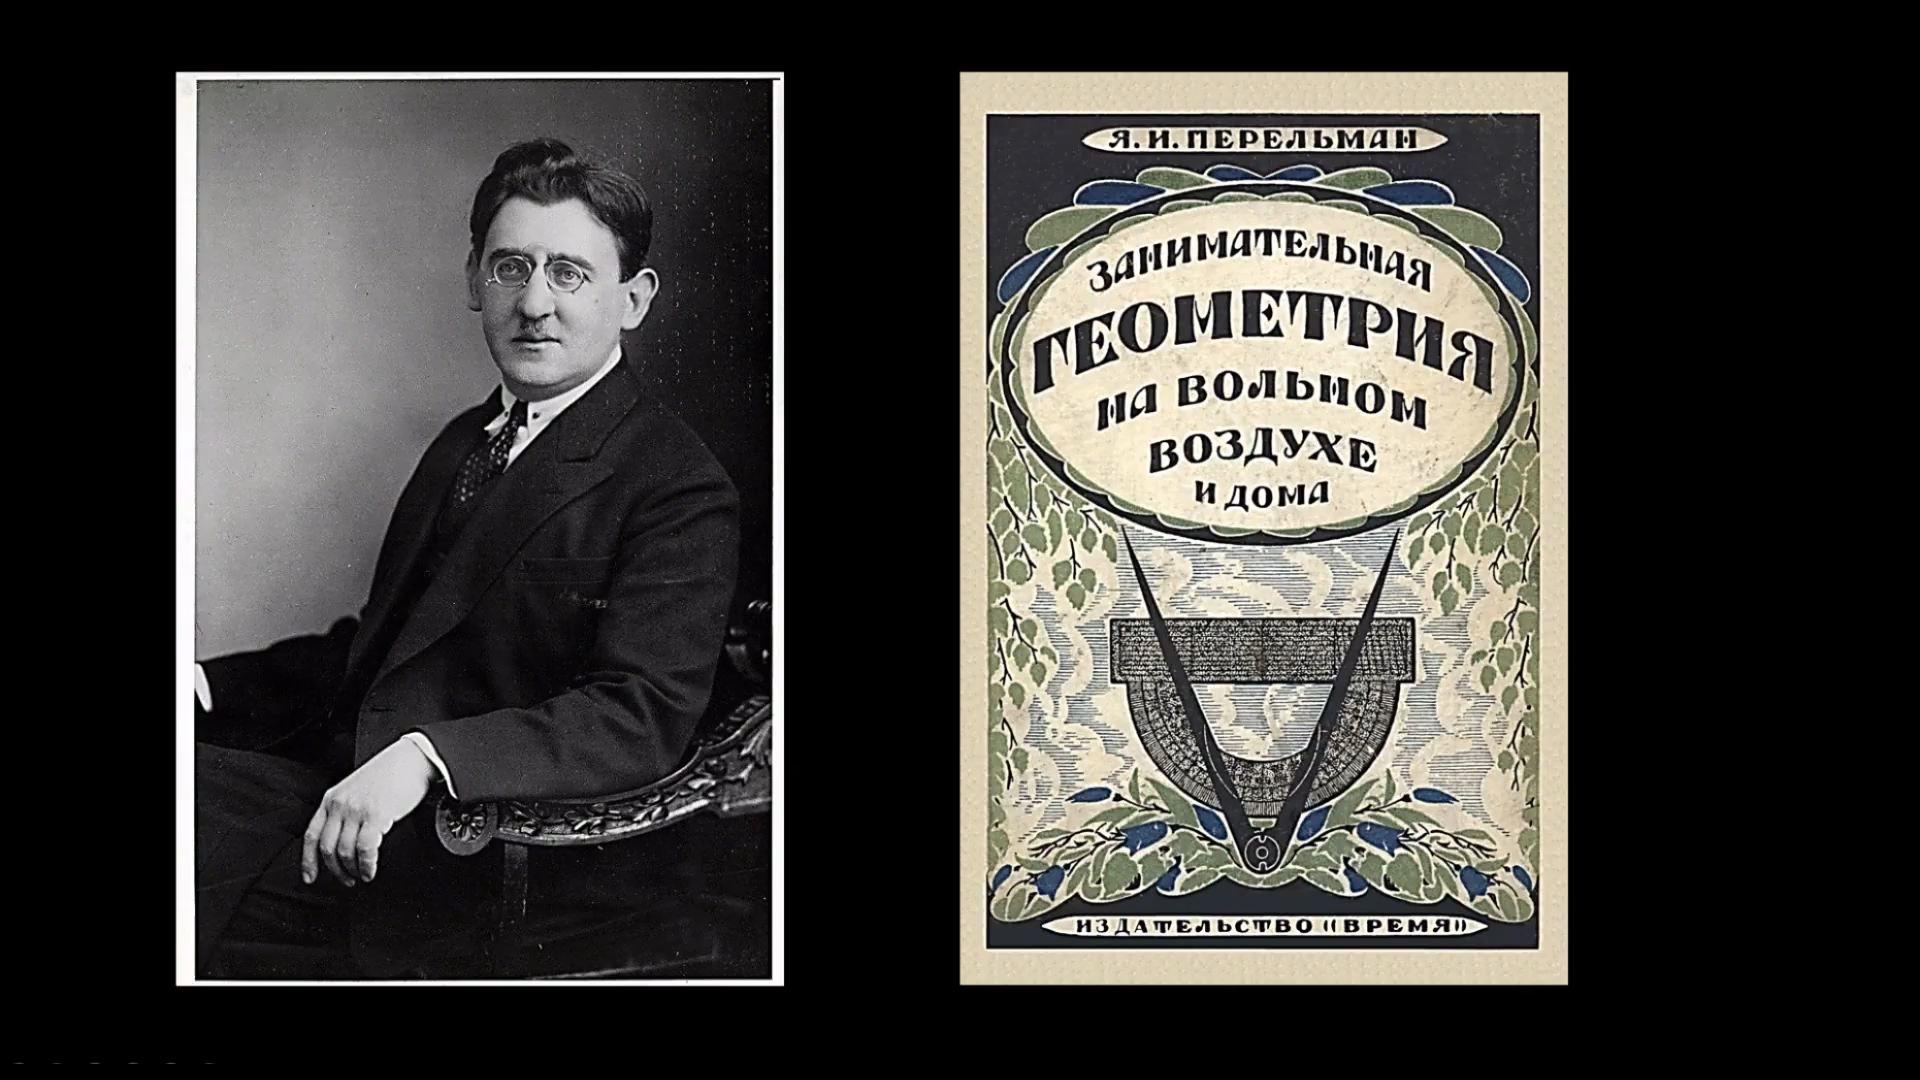 Я. И. ПЕРЕЛЬМАН
ЗАНИМАТЕЛЬНАЯ
ГЕОМЕТРИЯ
НА ВОЛЬНОМ
ВОЗДУХЕ
И ДОМА
ИЗДАТЕЛЬСТВО «ВРЕМЯ»